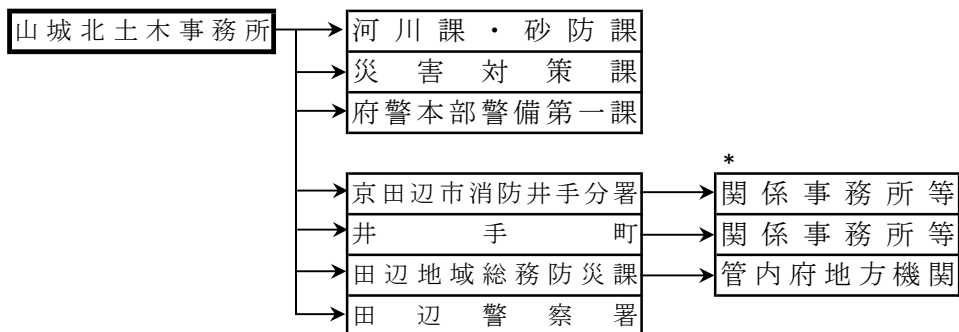 山城北土木事務所
河川課・砂防課
災害対策課
府警本部警備第一課
*
京田辺市消防井手分署
関係事務所等
井手町
関係事務所等
田辺地域総務防災課
管内府地方機関
田辺警察署